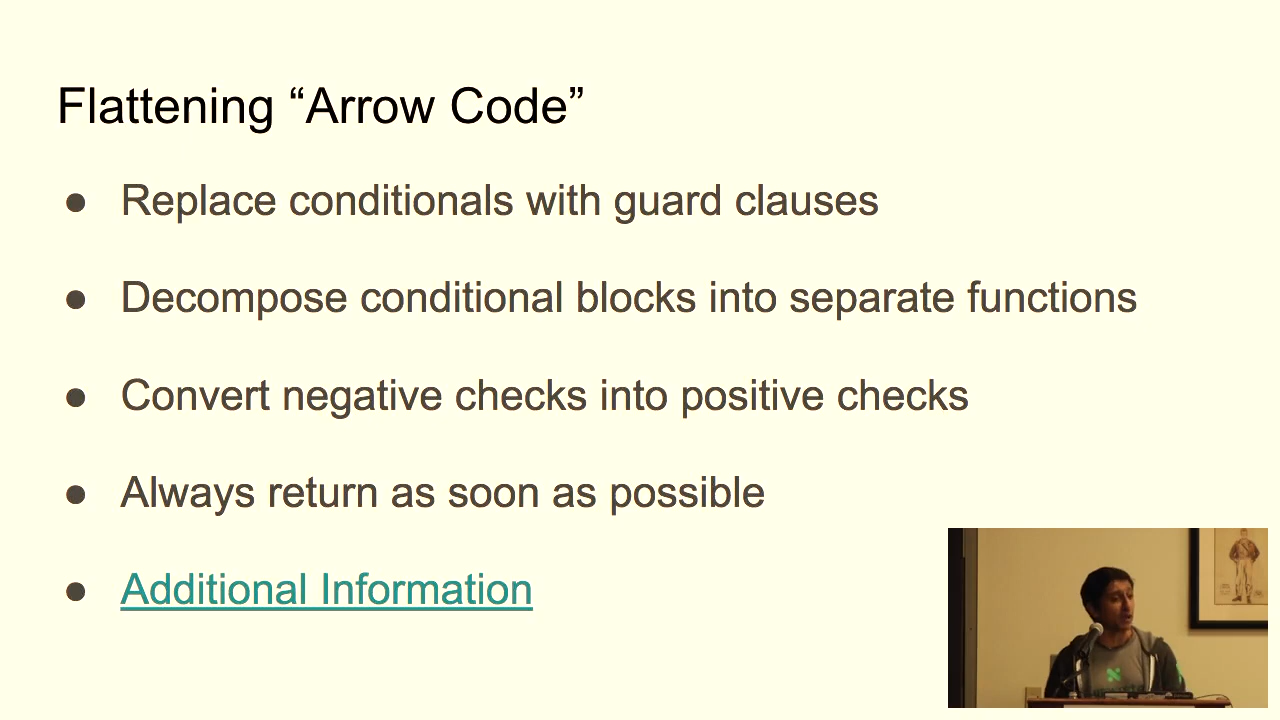 Flattening “Arrow Code”
● Replace conditionals with guard clauses
● Decompose conditional blocks into separate functions
● Convert negative checks into positive checks
● Always return as soon as possible
● Additional Information